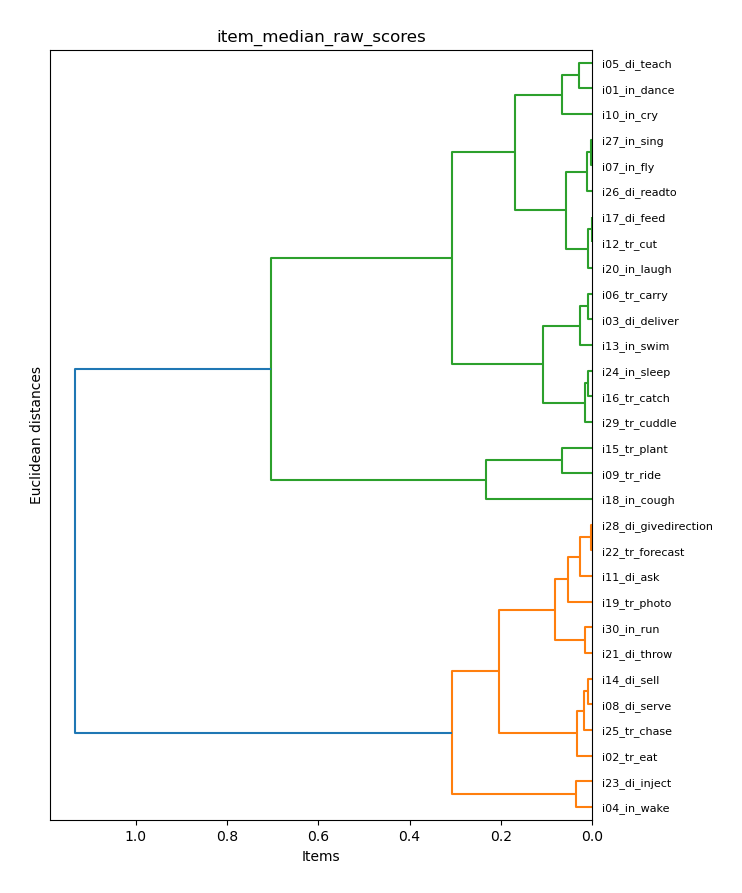 item_median_raw_scores
i05_di_teach
i01_in_dance
i10_in_cry
i27_in_sing
i07_in_fly
i26_di_readto
i17_di_feed
i12_tr_cut
i20_in_laugh
i06_tr_carry
i03_di_deliver
i13_in_swim
i24_in_sleep
i16_tr_catch
i29_tr_cuddle
i15_tr_plant
i09_tr_ride
i18_in_cough
i28_di_givedirection
i22_tr_forecast
i11_di_ask
i19_tr_photo
i30_in_run
i21_di_throw
i14_di_sell
i08_di_serve
i25_tr_chase
i02_tr_eat
i23_di_inject
i04_in_wake
Euclidean distances
1.0 0.8 0.6 0.4 0.2 0.0
Items